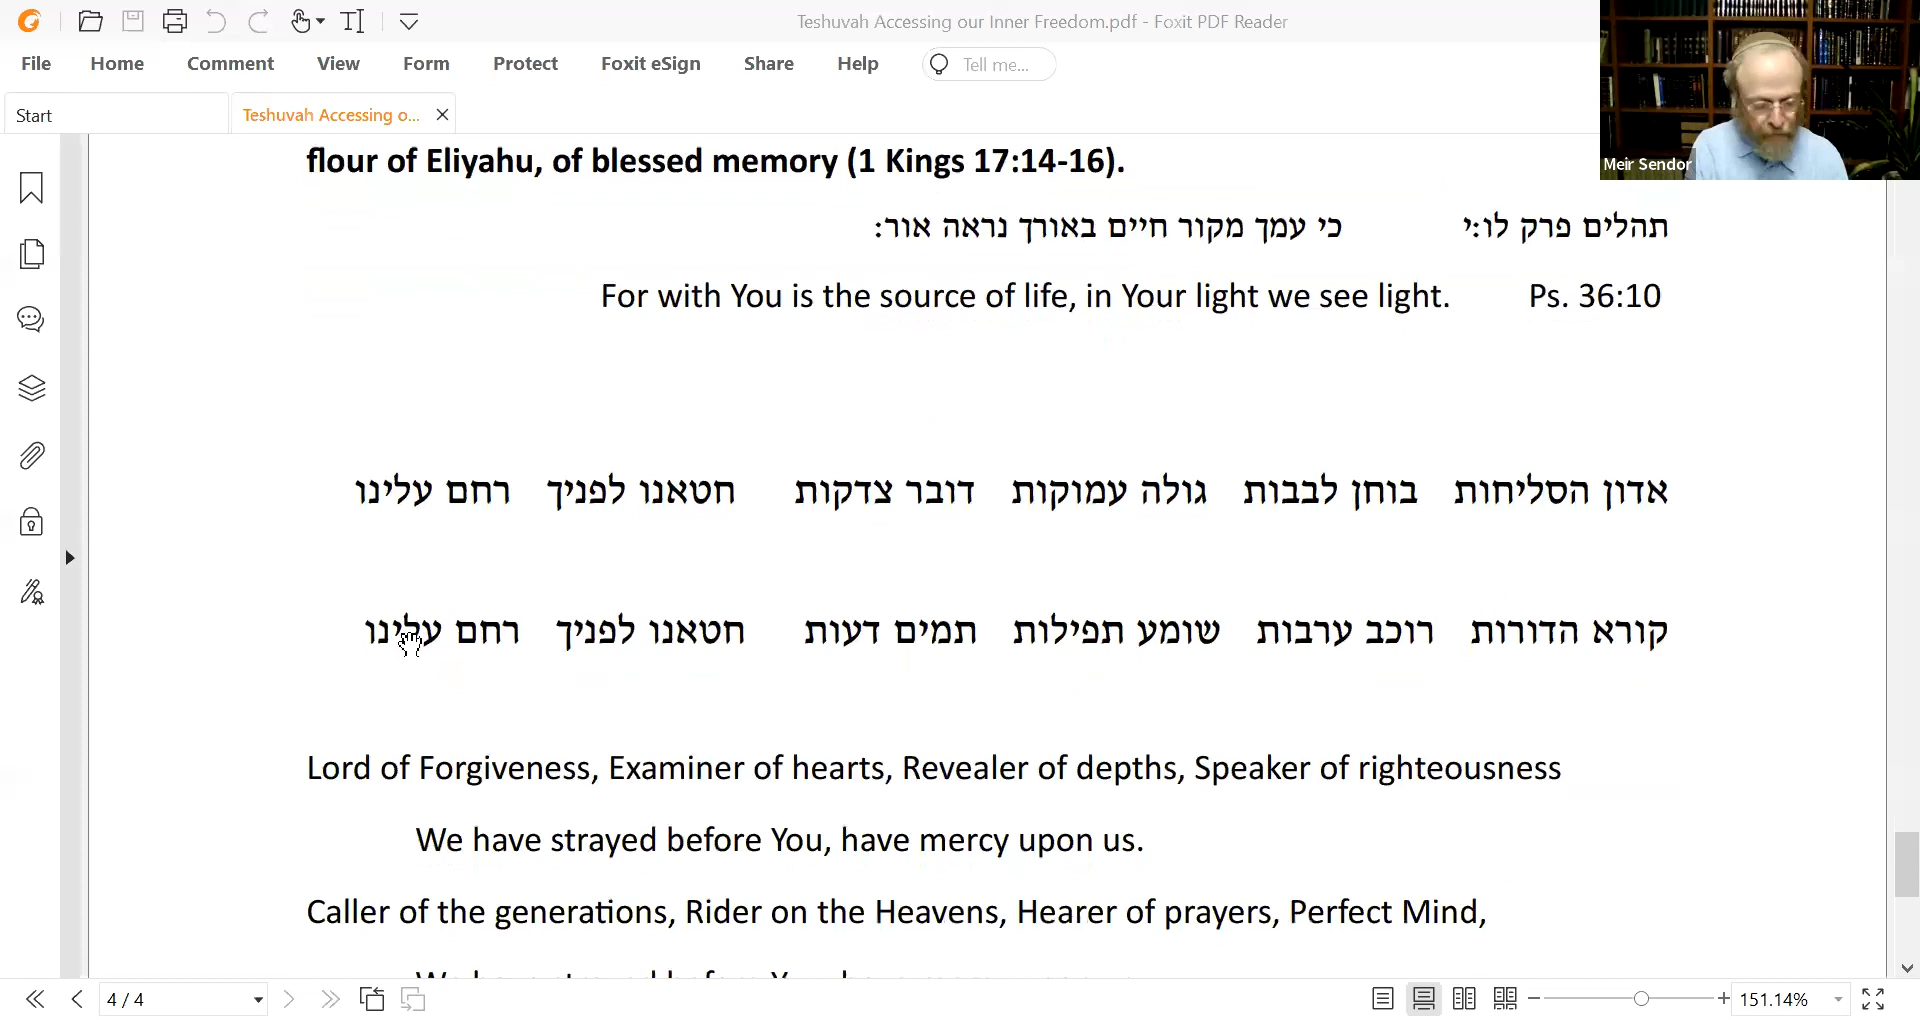 Teshuvah Accessing our Inner Freedom.pdf - Foxit PDF Reader
File Home Comment View Form Protect Foxit eSign Share Help Tell me...
Start Teshuvah Accessing o...
Meir Sendor
flour of Eliyahu, of blessed memory (1 Kings 17:14-16).
תהלים פרק לו:י כי עמך מקור חיים באורך נראה אור:
For with You is the source of life, in Your light we see light. Ps. 36:10
אדון הסליחות בוחן לבבות גולה עמוקות דובר צדקות חטאנו לפניך רחם עלינו
קורא הדורות רוכב ערבות שומע תפילות תמים דעות חטאנו לפניך רחם עלינו
Lord of Forgiveness, Examiner of hearts, Revealer of depths, Speaker of righteousness
We have strayed before You, have mercy upon us.
Caller of the generations, Rider on the Heavens, Hearer of prayers, Perfect Mind,
4 / 4 151.14%